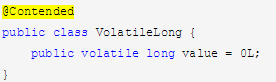 @Contended
public class VolatileLong {
    public volatile long value = 0L;
}